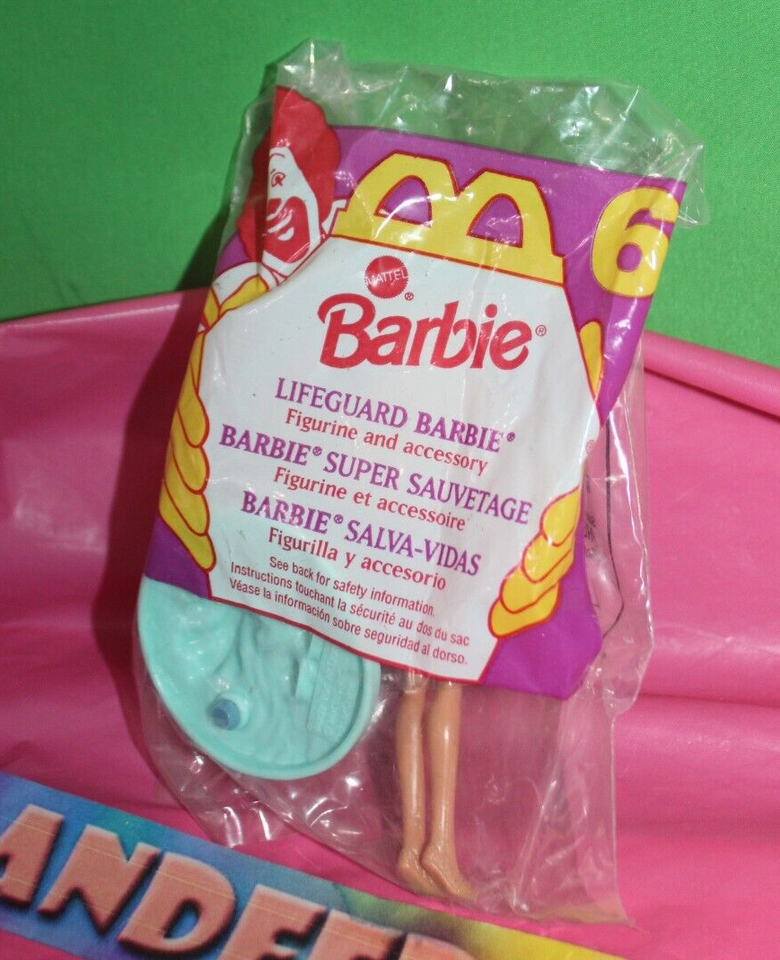 6
MATTEL
®
Barbie®
LIFEGUARD BARBIE®
Figurine and accessory
BARBIE® SUPER SAUVETAGE
Figurine et accessoire
BARBIE® SALVA-VIDAS
Figurilla y accesorio
See back for safety information.
Instructions touchant la sécurité au dos du sac
Véase la información sobre seguridad al dorso.
ANDEE